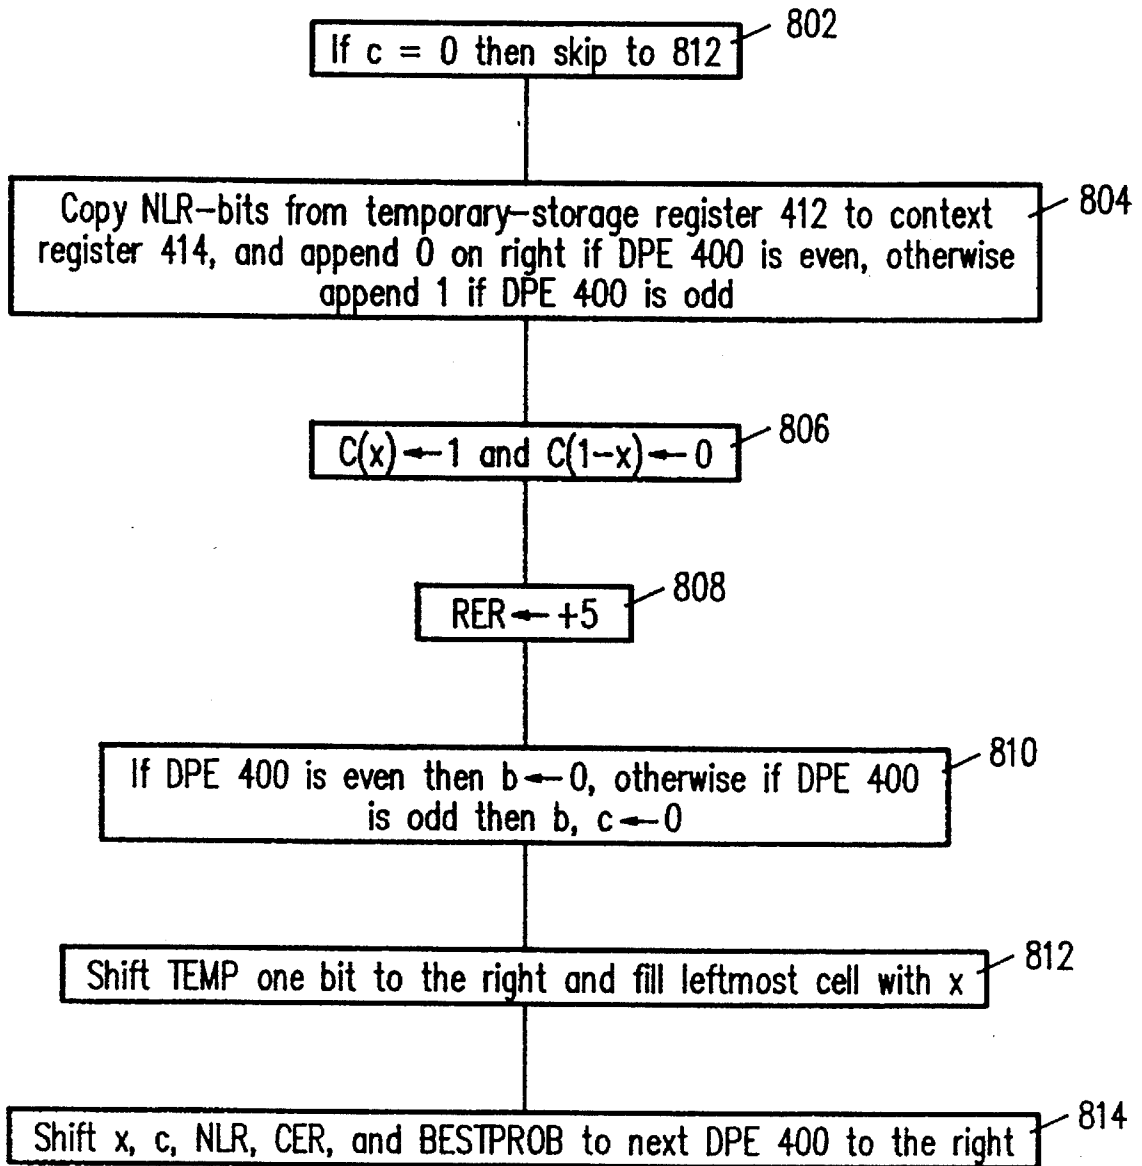 802
If c = 0 then skip to 812
804
Copy NLR-bits from temporary-storage register 412 to context
register 414, and append 0 on right if DPE 400 is even, otherwise
append 1 if DPE 400 is odd
806
C(x)←1 and C(1-x)←0
808
RER←+5
810
If DPE 400 is even then b←0, otherwise if DPE 400
is odd then b, c←0
812
Shift TEMP one bit to the right and fill leftmost cell with x
814
Shift x, c, NLR, CER, and BESTPROB to next DPE 400 to the right